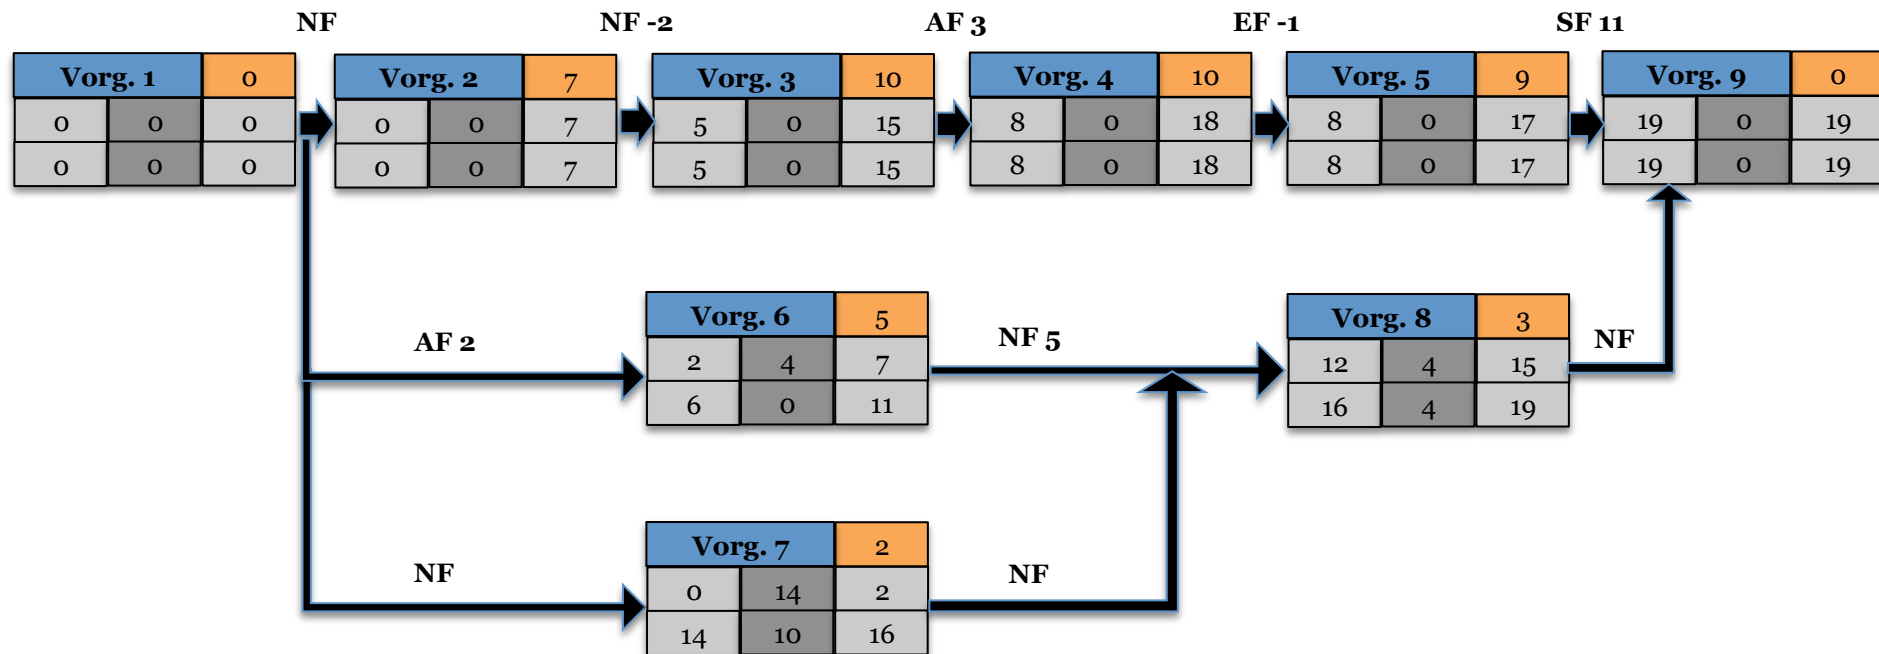 NF NF -2 AF 3 EF -1 SF 11
Vorg. 1 0 Vorg. 2 7 Vorg. 3 10 Vorg. 4 10 Vorg. 5 9 Vorg. 9 0
0 0 0 0 0 7 5 0 15 8 0 18 8 0 17 19 0 19
0 0 0 0 0 7 5 0 15 8 0 18 8 0 17 19 0 19
Vorg. 6 5 Vorg. 8 3
AF 2 NF 5 NF
2 4 7 12 4 15
6 0 11 16 4 19
Vorg. 7 2
NF NF
0 14 2
14 10 16